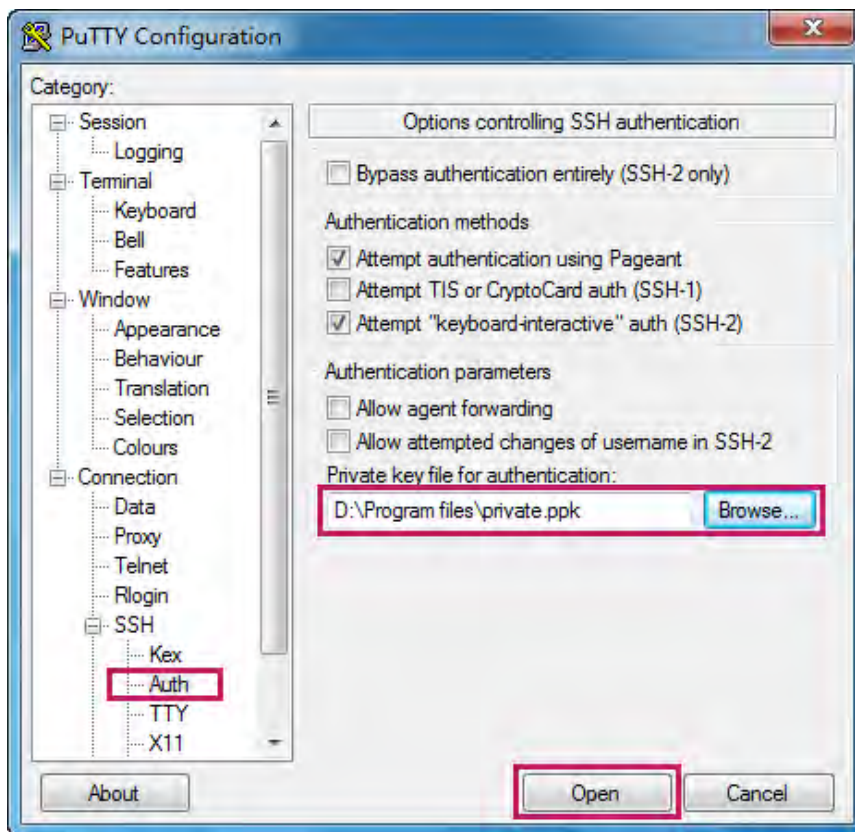 PuTTY Configuration
Category:
Session
Logging
Terminal
Keyboard
Bell
Features
Window
Appearance
Behaviour
Translation
Selection
Colours
Connection
Data
Proxy
Telnet
Rlogin
SSH
Kex
Auth
TTY
X11
Options controlling SSH authentication
Bypass authentication entirely (SSH-2 only)
Authentication methods
Attempt authentication using Pageant
Attempt TIS or CryptoCard auth (SSH-1)
Attempt "keyboard-interactive" auth (SSH-2)
Authentication parameters
Allow agent forwarding
Allow attempted changes of username in SSH-2
Private key file for authentication:
D:\Program files\private.ppk
Browse...
About
Open
Cancel